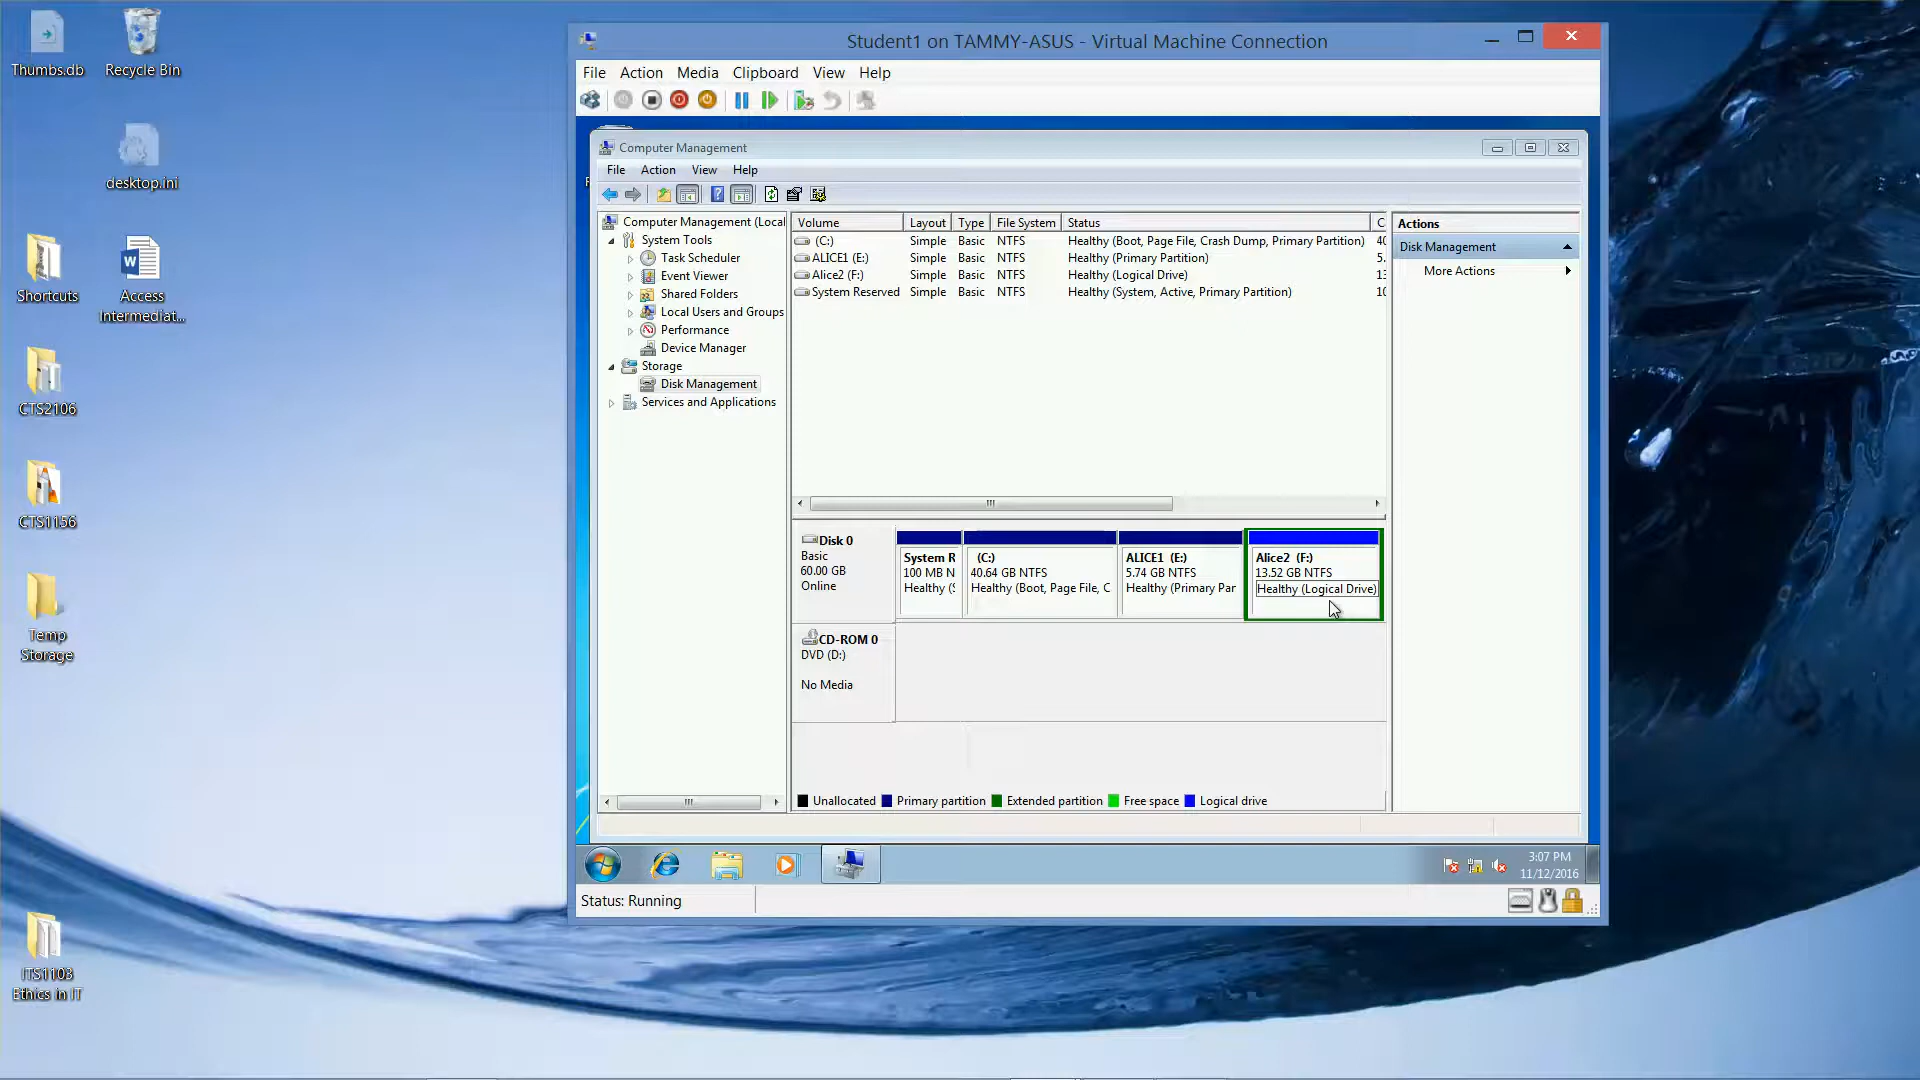 Thumbs.db
Recycle Bin
desktop.ini
Shortcuts
Access
Intermediat...
CTS2106
CTS1156
Temp
Storage
ITS1103
Ethics in IT
Student1 on TAMMY-ASUS - Virtual Machine Connection
File Action Media Clipboard View Help
Computer Management
File Action View Help
Computer Management (Local
System Tools
Task Scheduler
Event Viewer
Shared Folders
Local Users and Groups
Performance
Device Manager
Storage
Disk Management
Services and Applications
Volume Layout Type File System Status C
(C:) Simple Basic NTFS Healthy (Boot, Page File, Crash Dump, Primary Partition) 40
ALICE1 (E:) Simple Basic NTFS Healthy (Primary Partition) 5.
Alice2 (F:) Simple Basic NTFS Healthy (Logical Drive) 13
System Reserved Simple Basic NTFS Healthy (System, Active, Primary Partition) 10
Disk 0
Basic
60.00 GB
Online
System R
100 MB N
Healthy (S
(C:)
40.64 GB NTFS
Healthy (Boot, Page File, C
ALICE1 (E:)
5.74 GB NTFS
Healthy (Primary Par
Alice2 (F:)
13.52 GB NTFS
Healthy (Logical Drive)
CD-ROM 0
DVD (D:)
No Media
Unallocated Primary partition Extended partition Free space Logical drive
Actions
Disk Management
More Actions
3:07 PM
11/12/2016
Status: Running